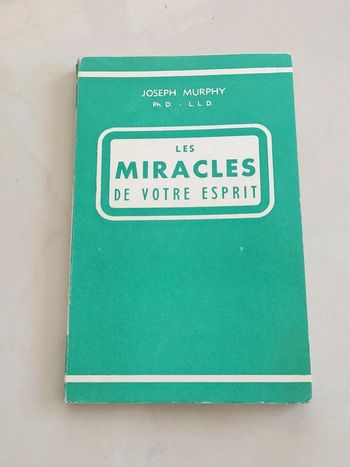 JOSEPH MURPHY
Ph. D. - L.L.D.
LES
MIRACLES
DE VOTRE ESPRIT